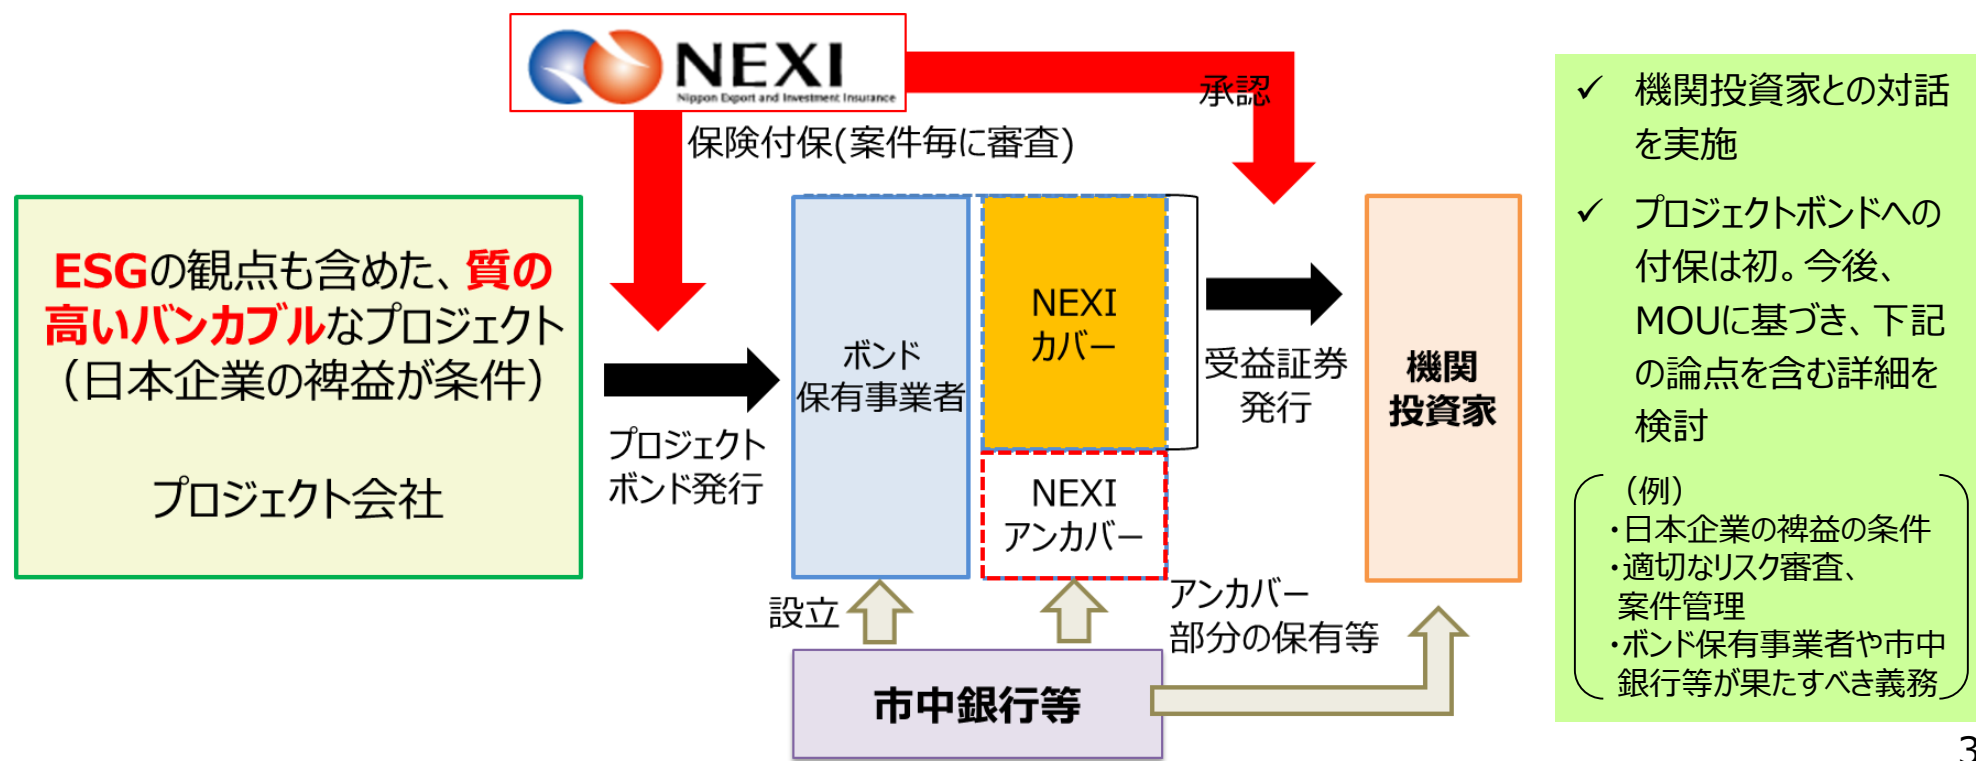 NEXI
Nippon Export and Investment Insurance
承認
保険付保(案件毎に審査)
ESGの観点も含めた、質の
高いバンカブルなプロジェクト
（日本企業の裨益が条件）
プロジェクト会社
プロジェクト
ボンド発行
ボンド
保有事業者
NEXI
カバー
NEXI
アンカバー
受益証券
発行
機関
投資家
設立
アンカバー
部分の保有等
市中銀行等
✓ 機関投資家との対話
を実施
✓ プロジェクトボンドへの
付保は初。今後、
MOUに基づき、下記
の論点を含む詳細を
検討
（例）
・日本企業の裨益の条件
・適切なリスク審査、
案件管理
・ボンド保有事業者や市中
銀行等が果たすべき義務
3